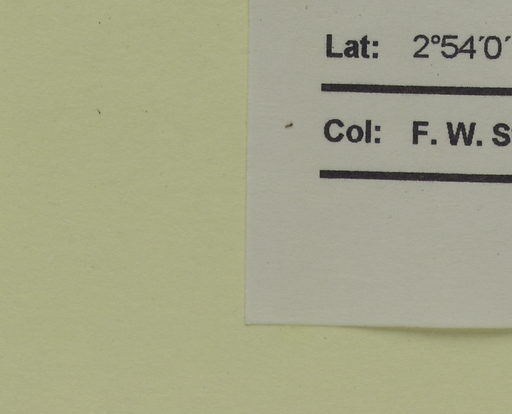 Lat: 2°54′0′
Col: F. W. S